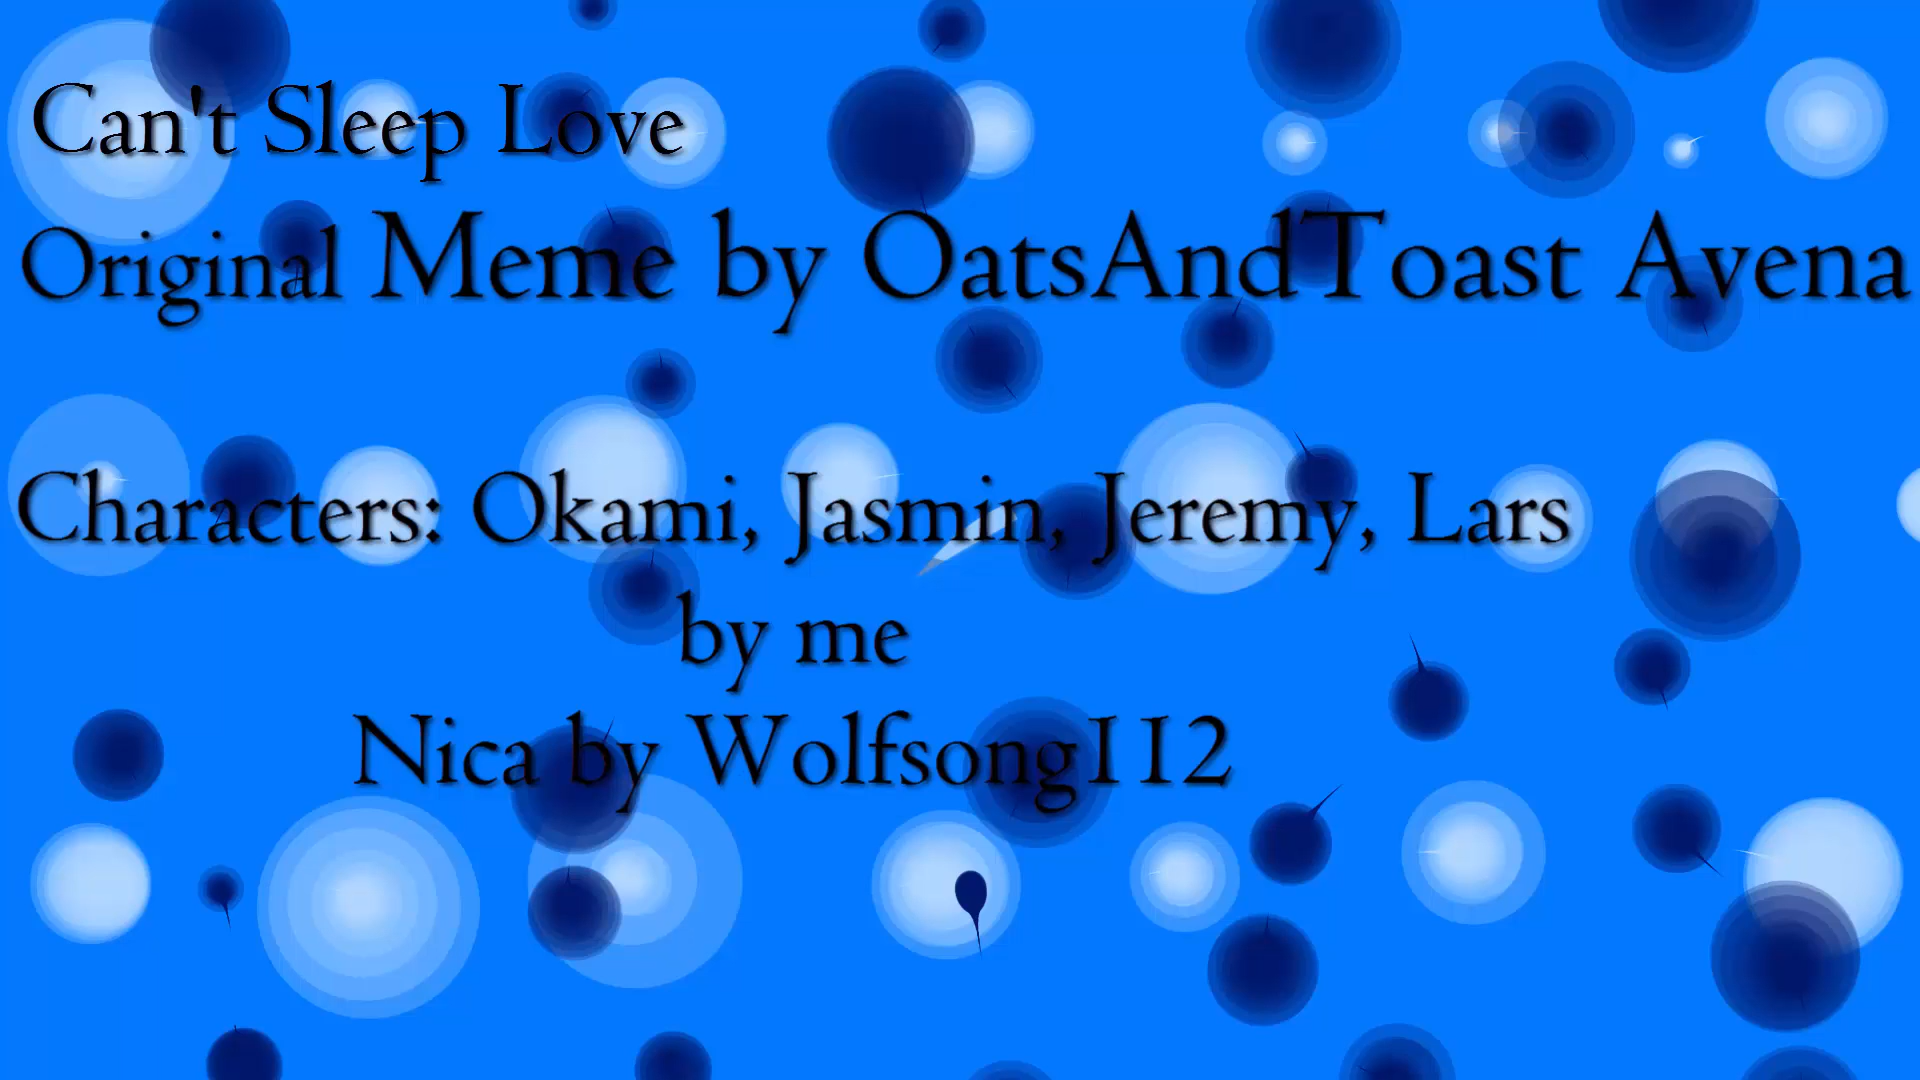 Can't Sleep Love
Original Meme by OatsAndToast Avena
Characters: Okami, Jasmin, Jeremy, Lars
by me
Nica by Wolfsong112